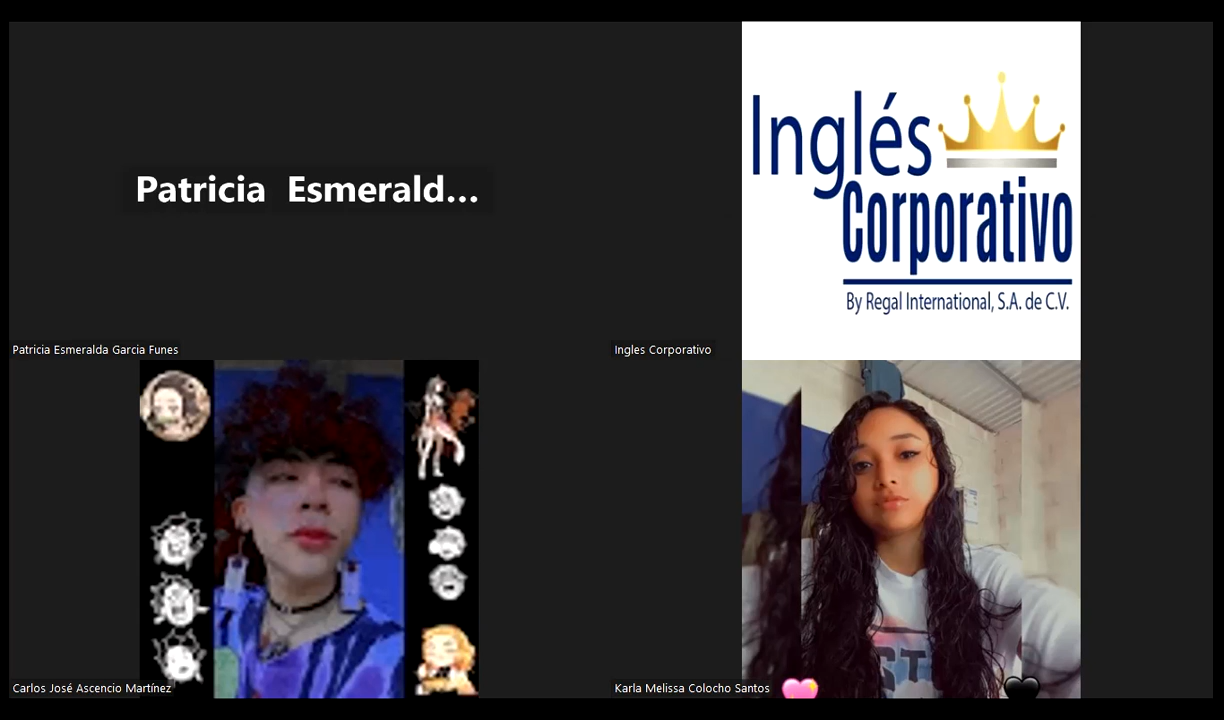 Patricia Esmerald...
Inglés
Corporativo
By Regal International, S.A. de C.V.
Patricia Esmeralda Garcia Funes
Ingles Corporativo
Carlos José Ascencio Martínez
Karla Melissa Colocho Santos